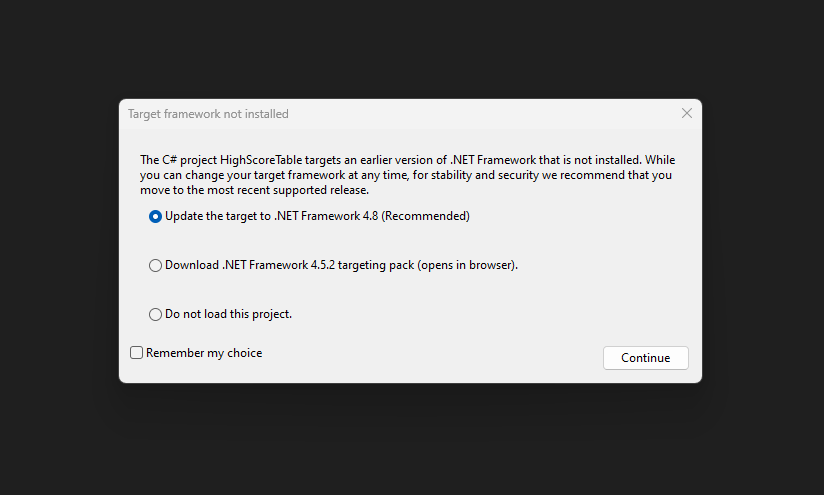 Target framework not installed
The C# project HighScoreTable targets an earlier version of .NET Framework that is not installed. While
you can change your target framework at any time, for stability and security we recommend that you
move to the most recent supported release.
Update the target to .NET Framework 4.8 (Recommended)
Download .NET Framework 4.5.2 targeting pack (opens in browser).
Do not load this project.
Remember my choice
Continue